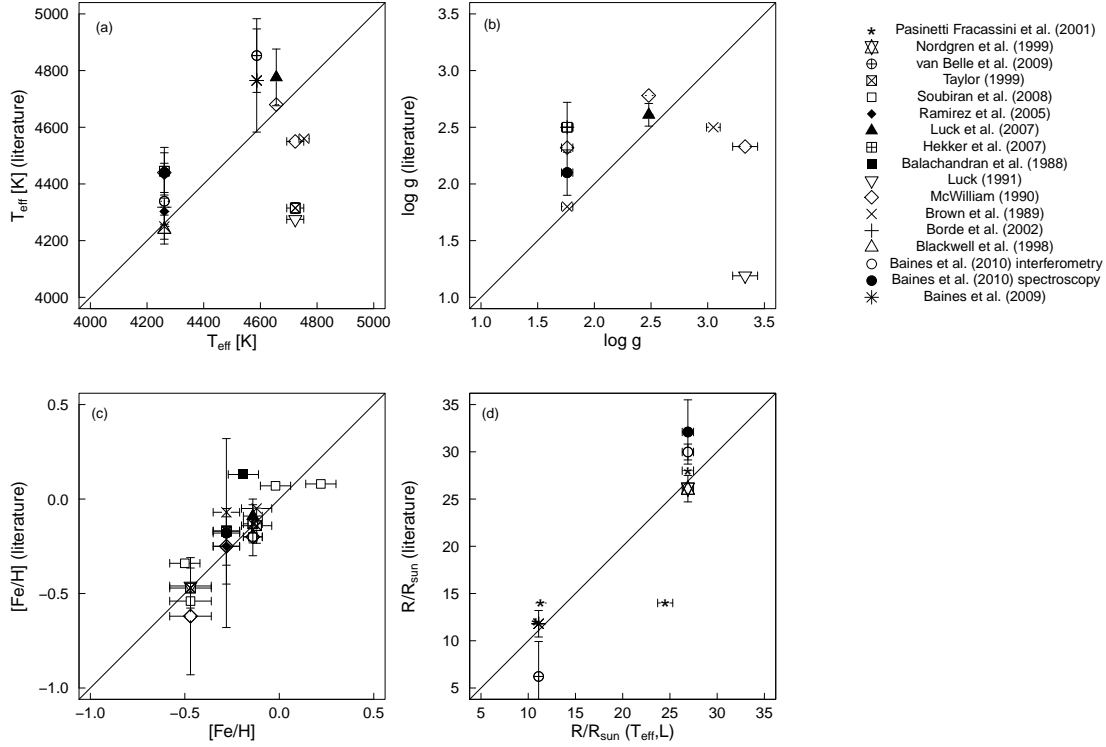 (a)
T_eff [K] (literature)
5000
4800
4600
4400
4200
4000
4000 4200 4400 4600 4800 5000
T_eff [K]
(b)
log g (literature)
3.5
3.0
2.5
2.0
1.5
1.0
1.0 1.5 2.0 2.5 3.0 3.5
log g
Pasinetti Fracassini et al. (2001)
Nordgren et al. (1999)
van Belle et al. (2009)
Taylor (1999)
Soubiran et al. (2008)
Ramirez et al. (2005)
Luck et al. (2007)
Hekker et al. (2007)
Balachandran et al. (1988)
Luck (1991)
McWilliam (1990)
Brown et al. (1989)
Borde et al. (2002)
Blackwell et al. (1998)
Baines et al. (2010) interferometry
Baines et al. (2010) spectroscopy
Baines et al. (2009)
(c)
[Fe/H] (literature)
0.5
0.0
−0.5
−1.0
−1.0 −0.5 0.0 0.5
[Fe/H]
(d)
R/R_sun (literature)
35
30
25
20
15
10
5
5 10 15 20 25 30 35
R/R_sun (T_eff,L)